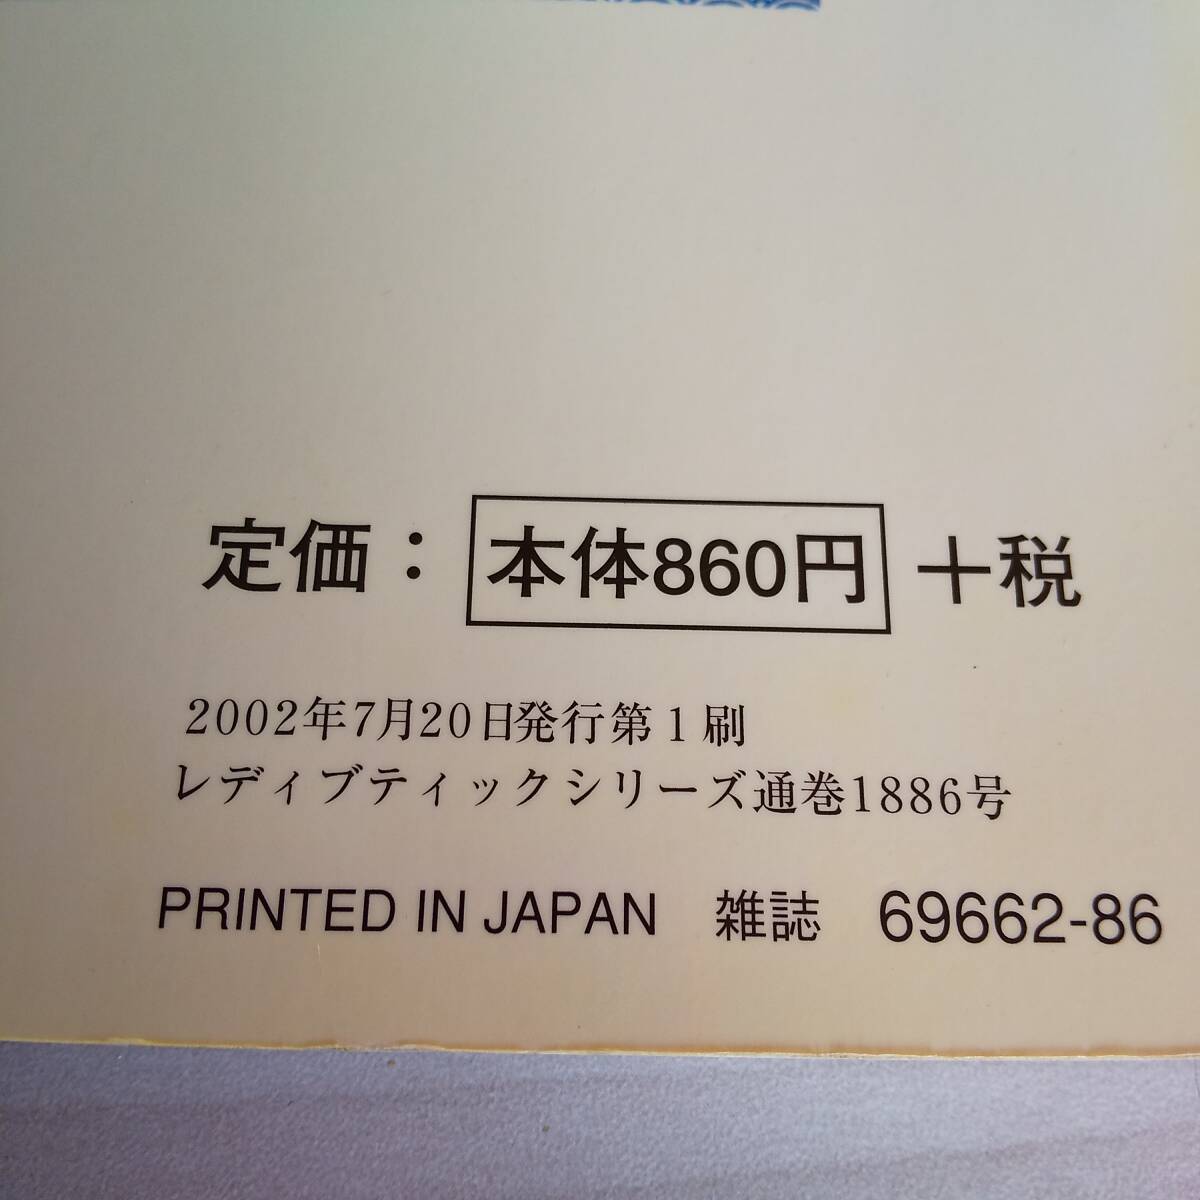 定価：本体860円＋税
2002年7月20日発行第1刷
レディブティックシリーズ通巻1886号
PRINTED IN JAPAN 雑誌 69662-86